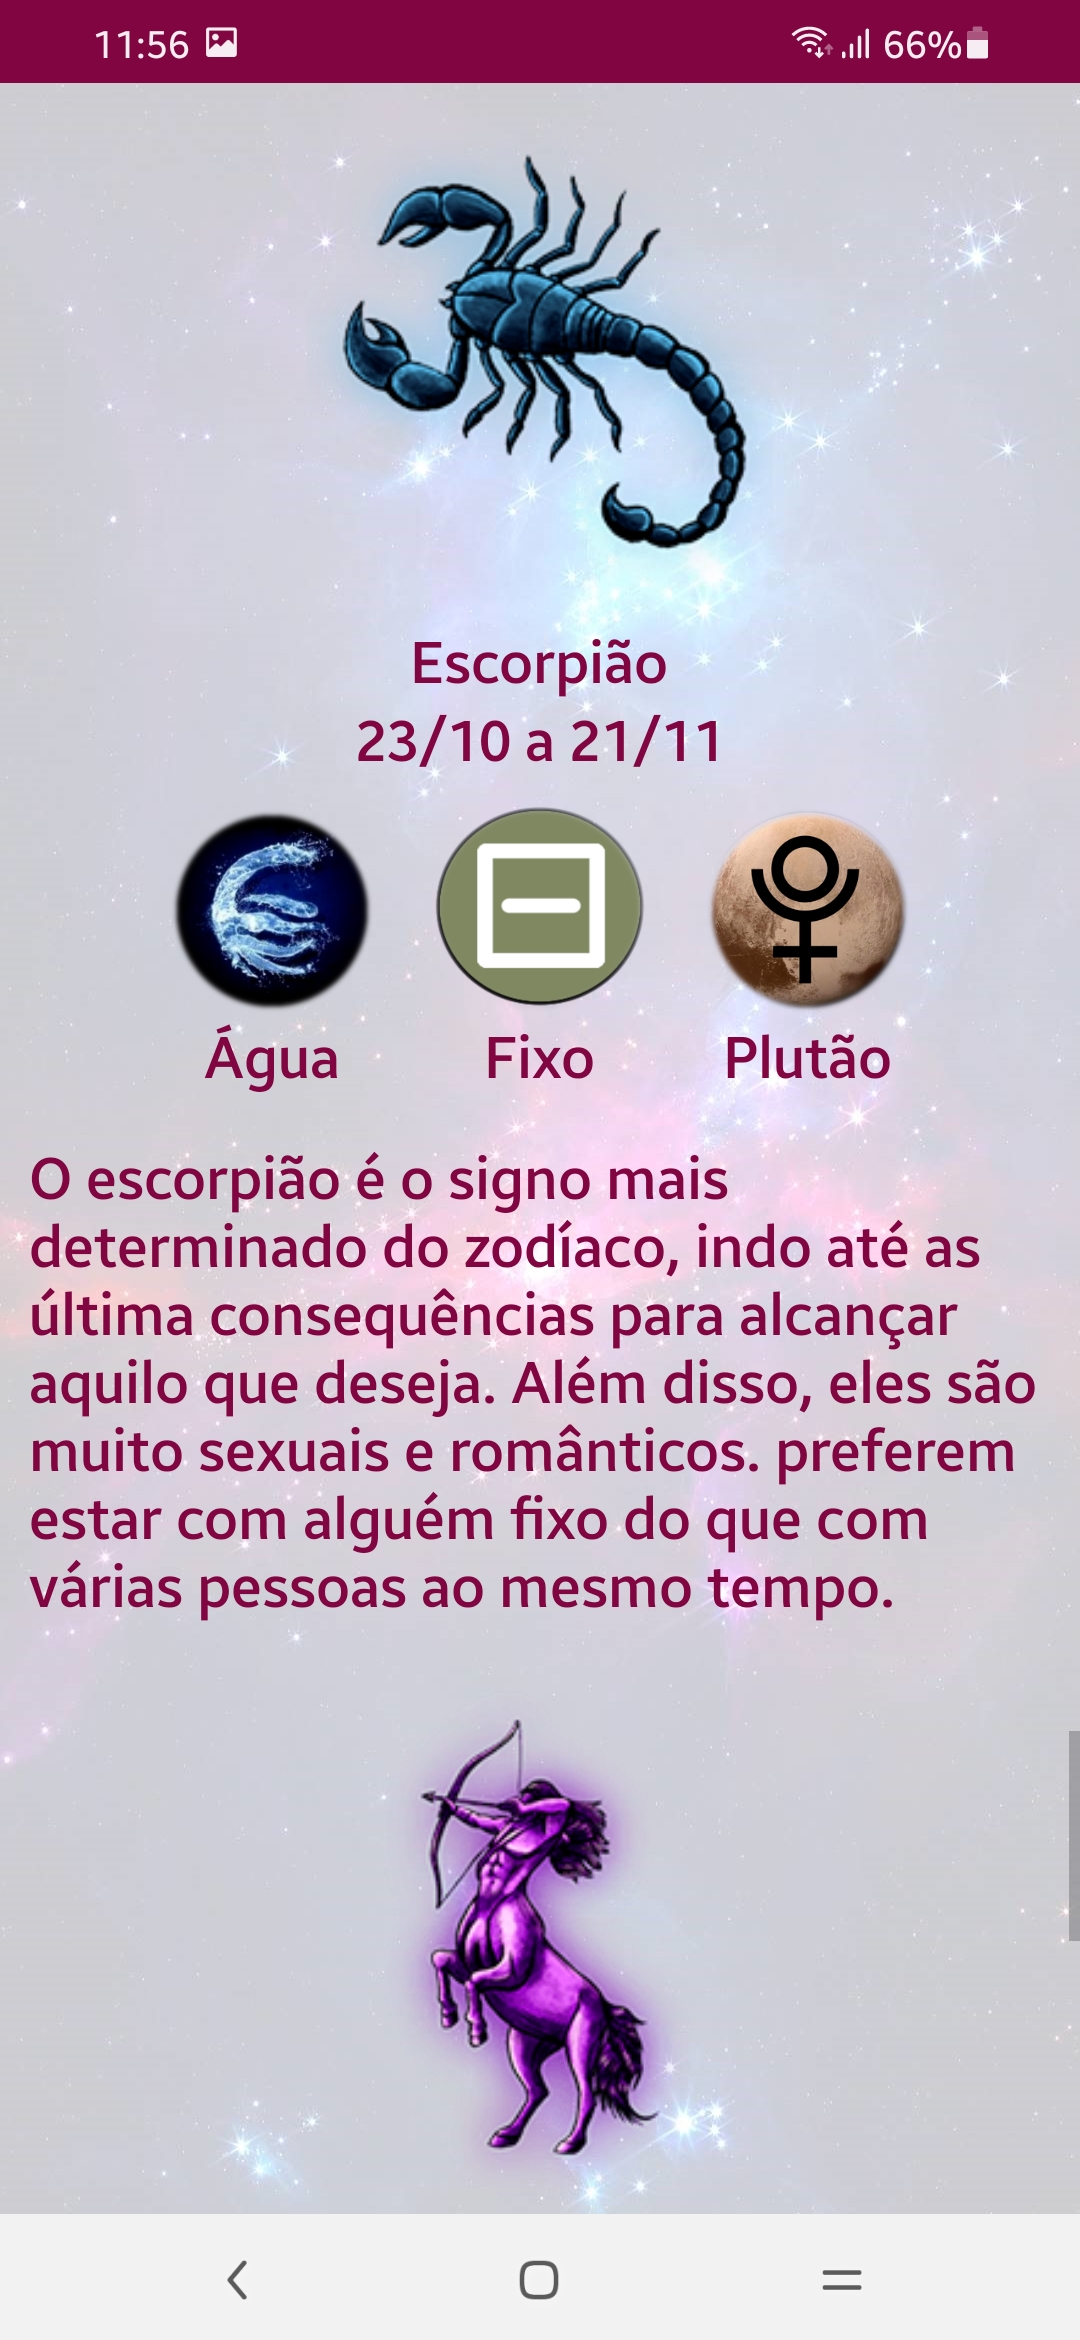 11:56
66%
Escorpião
23/10 a 21/11
Água
Fixo
Plutão
O escorpião é o signo mais
determinado do zodíaco, indo até as
última consequências para alcançar
aquilo que deseja. Além disso, eles são
muito sexuais e românticos. preferem
estar com alguém fixo do que com
várias pessoas ao mesmo tempo.